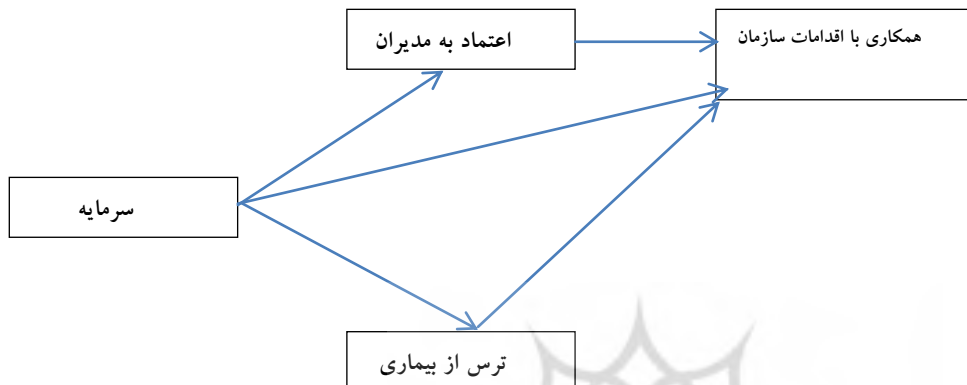 اعتماد به مدیران
همکاری با اقدامات سازمان
سرمایه
ترس از بیماری